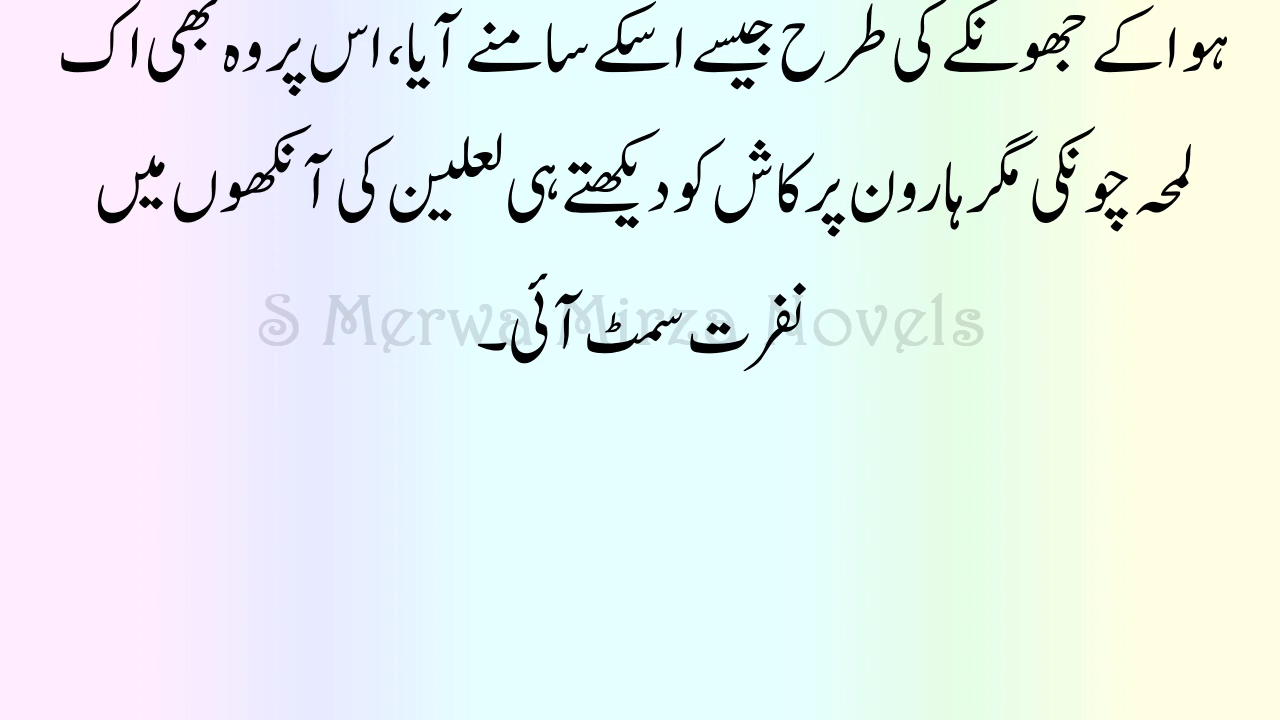 ہوا کے جھونکے کی طرح جیسے اسکے سامنے آیا، اس پر وہ بھی اک
لمحہ چونکی مگر ہارون پرکاش کو دیکھتے ہی لعلین کی آنکھوں میں
نفرت سمٹ آئی۔
S Merwa Mirza Novels